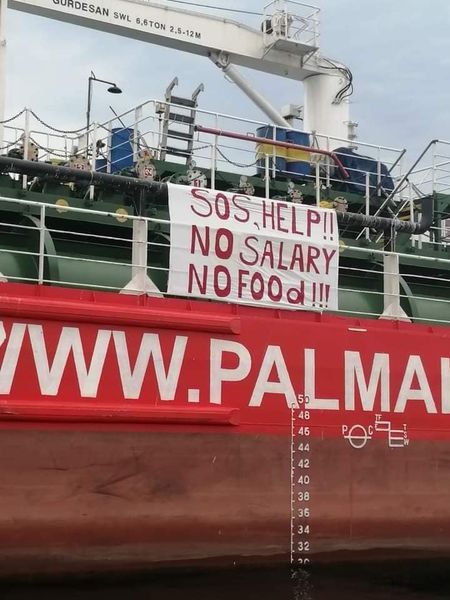 GURDESAN SWL 6,6TON 2,5-12M
SOS, HELP!!
NO SALARY
NO FOOd!!!
WWW.PALMA
50
48
46
44
42
40
38
36
34
32
P C
TF
F
T
S
W